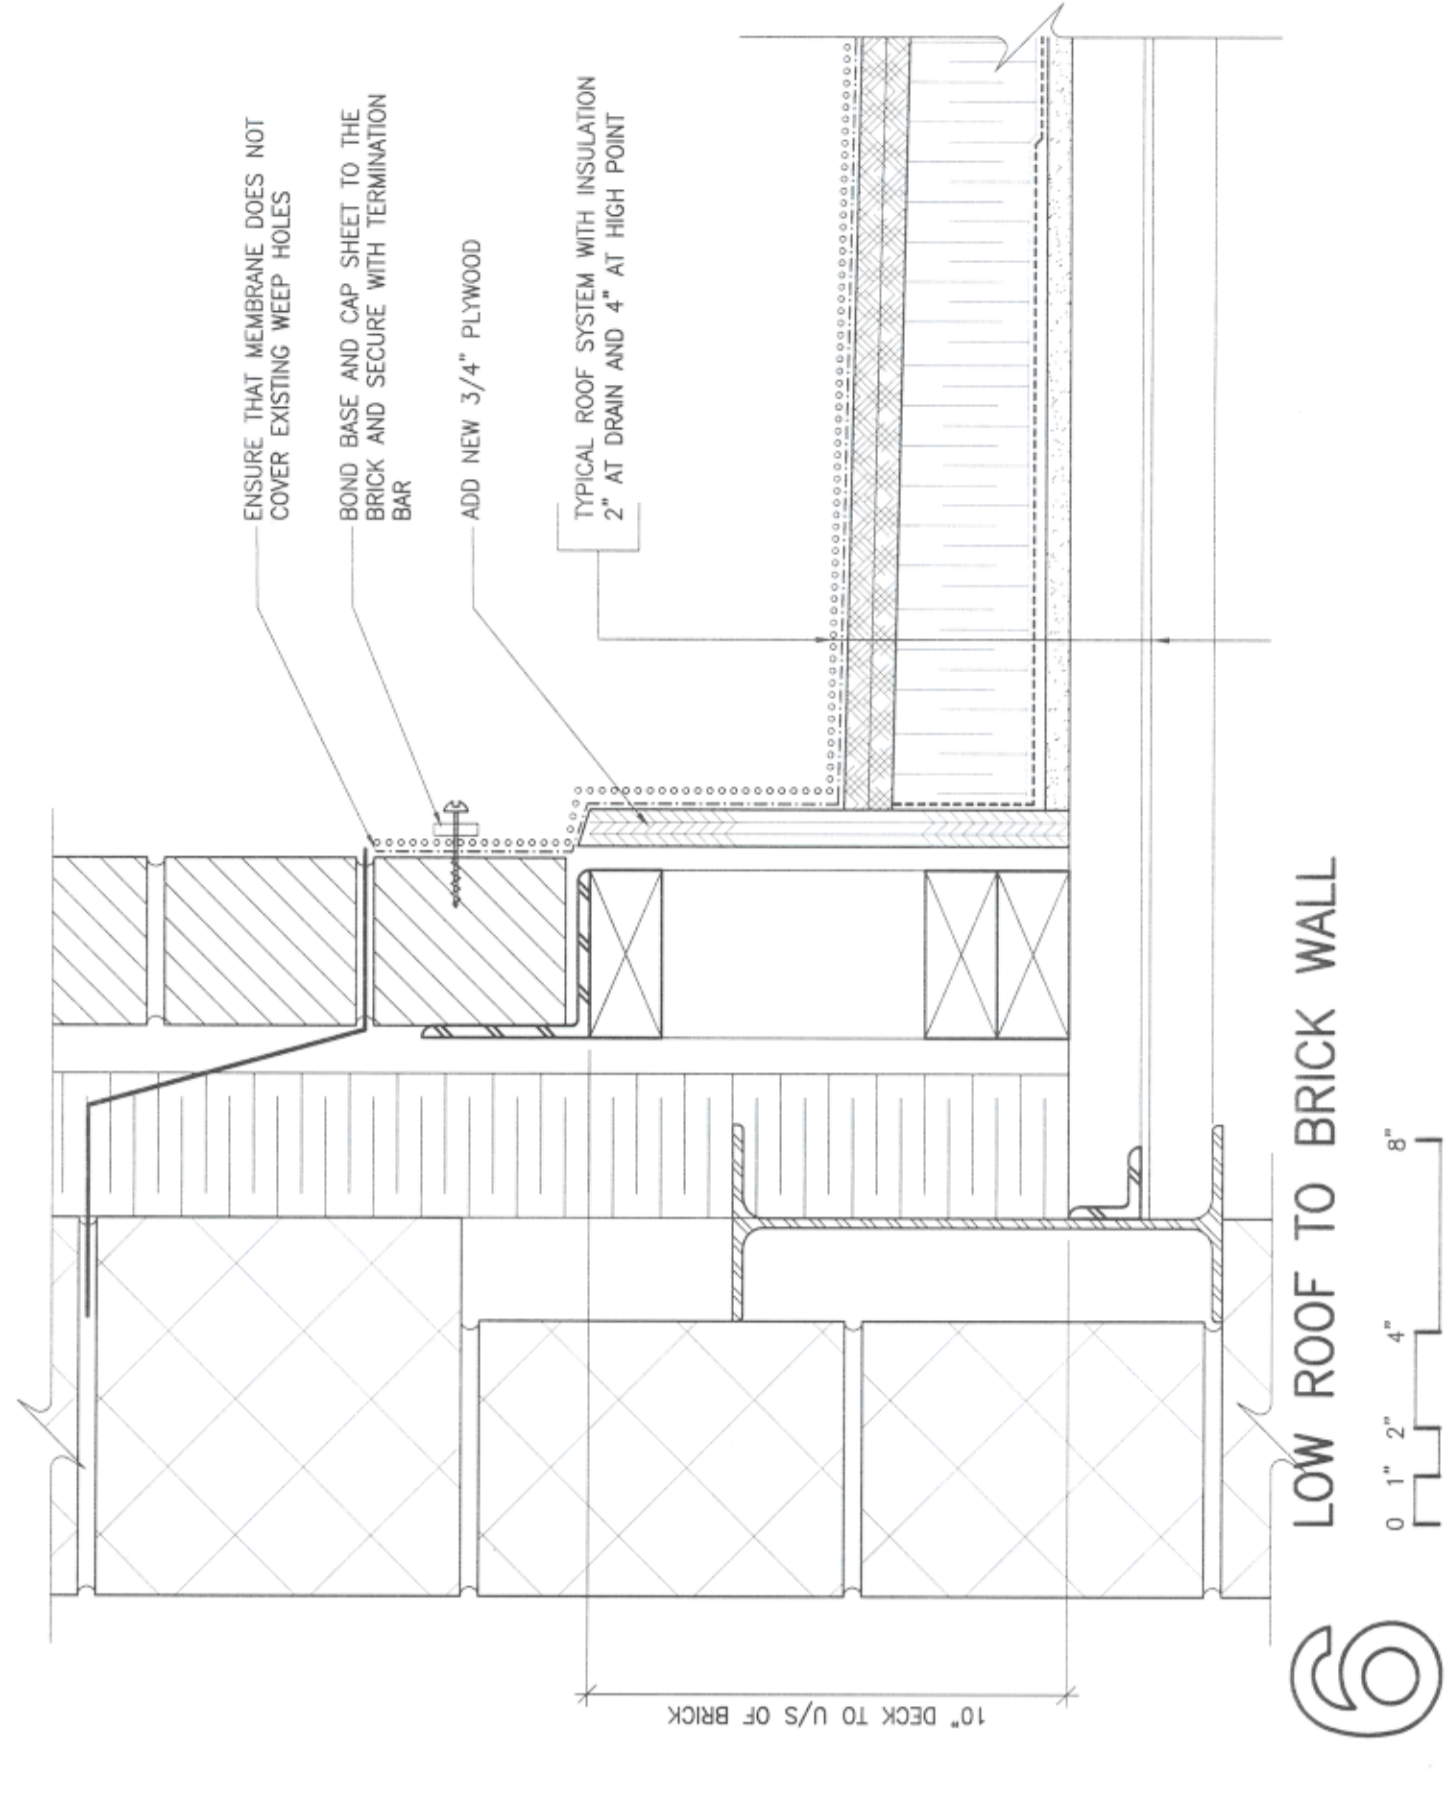 ENSURE THAT MEMBRANE DOES NOT
COVER EXISTING WEEP HOLES
BOND BASE AND CAP SHEET TO THE
BRICK AND SECURE WITH TERMINATION
BAR
ADD NEW 3/4" PLYWOOD
TYPICAL ROOF SYSTEM WITH INSULATION
2" AT DRAIN AND 4" AT HIGH POINT
10" DECK TO U/S OF BRICK
6
LOW ROOF TO BRICK WALL
0 1" 2" 4" 8"